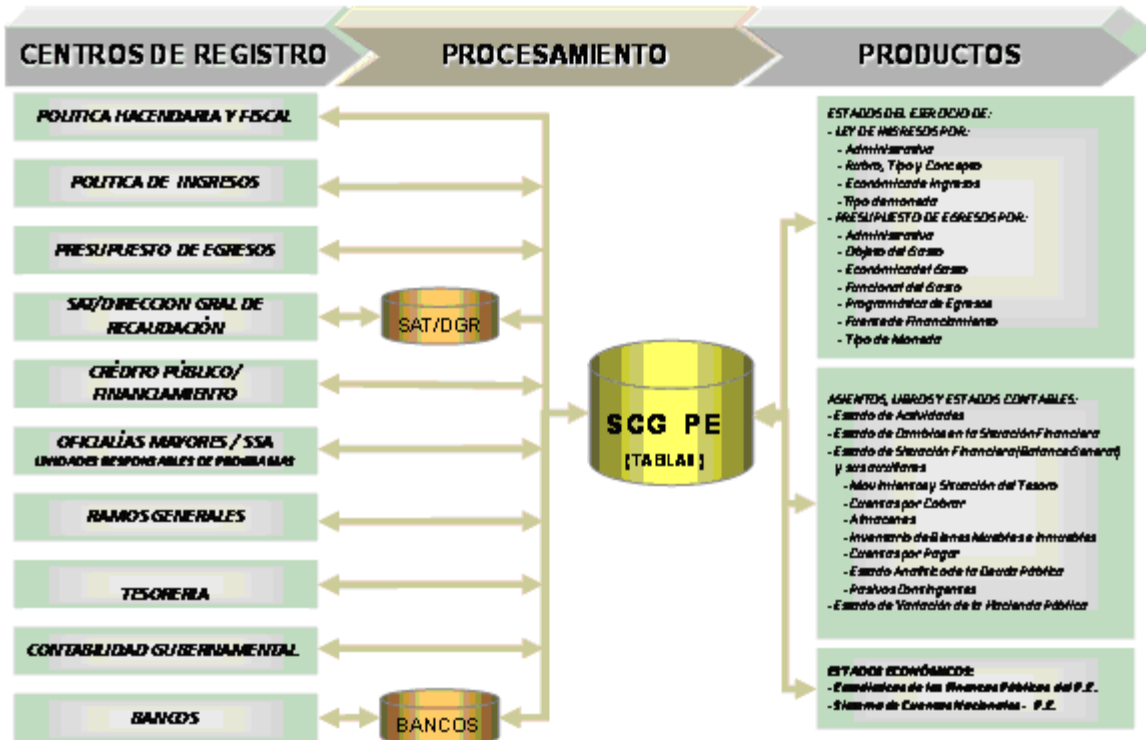 CENTROS DE REGISTRO
PROCESAMIENTO
PRODUCTOS
POLITICA HACENDARIA Y FISCAL
POLITICA DE INGRESOS
PRESUPUESTO DE EGRESOS
SAT/DIRECCION GRAL DE
RECAUDACIÓN
CRÉDITO PÚBLICO/
FINANCIAMIENTO
OFICIALÍAS MAYORES / SSA
UNIDADES RESPONSABLES DE PROGRAMAS
RAMOS GENERALES
TESORERIA
CONTABILIDAD GUBERNAMENTAL
BANCOS
SAT/DGR
BANCOS
SCG PE
(TABLAS)
ESTADOS DEL EJERCICIO DE:
- LEY DE INGRESOS POR:
- Administrativa
- Rubro, Tipo y Concepto
- Económica de Ingresos
- Tipo de moneda
- PRESUPUESTO DE EGRESOS POR:
- Administrativa
- Objeto del Gasto
- Económica del Gasto
- Funcional del Gasto
- Programática de Egresos
- Fuente de Financiamiento
- Tipo de Moneda
ASIENTOS, LIBROS Y ESTADOS CONTABLES:
- Estado de Actividades
- Estado de Cambios en la Situación Financiera
- Estado de Situación Financiera (Balance General)
y sus auxiliares
- Movimientos y Situación del Tesoro
- Cuentas por Cobrar
- Almacenes
- Inventario de Bienes Muebles e Inmuebles
- Cuentas por Pagar
- Estado Analítico de la Deuda Pública
- Pasivos Contingentes
- Estado de Variación de la Hacienda Pública
ESTADOS ECONÓMICOS:
- Estadísticas de las Finanzas Públicas del P.E.
- Sistema de Cuentas Nacionales - P.E.